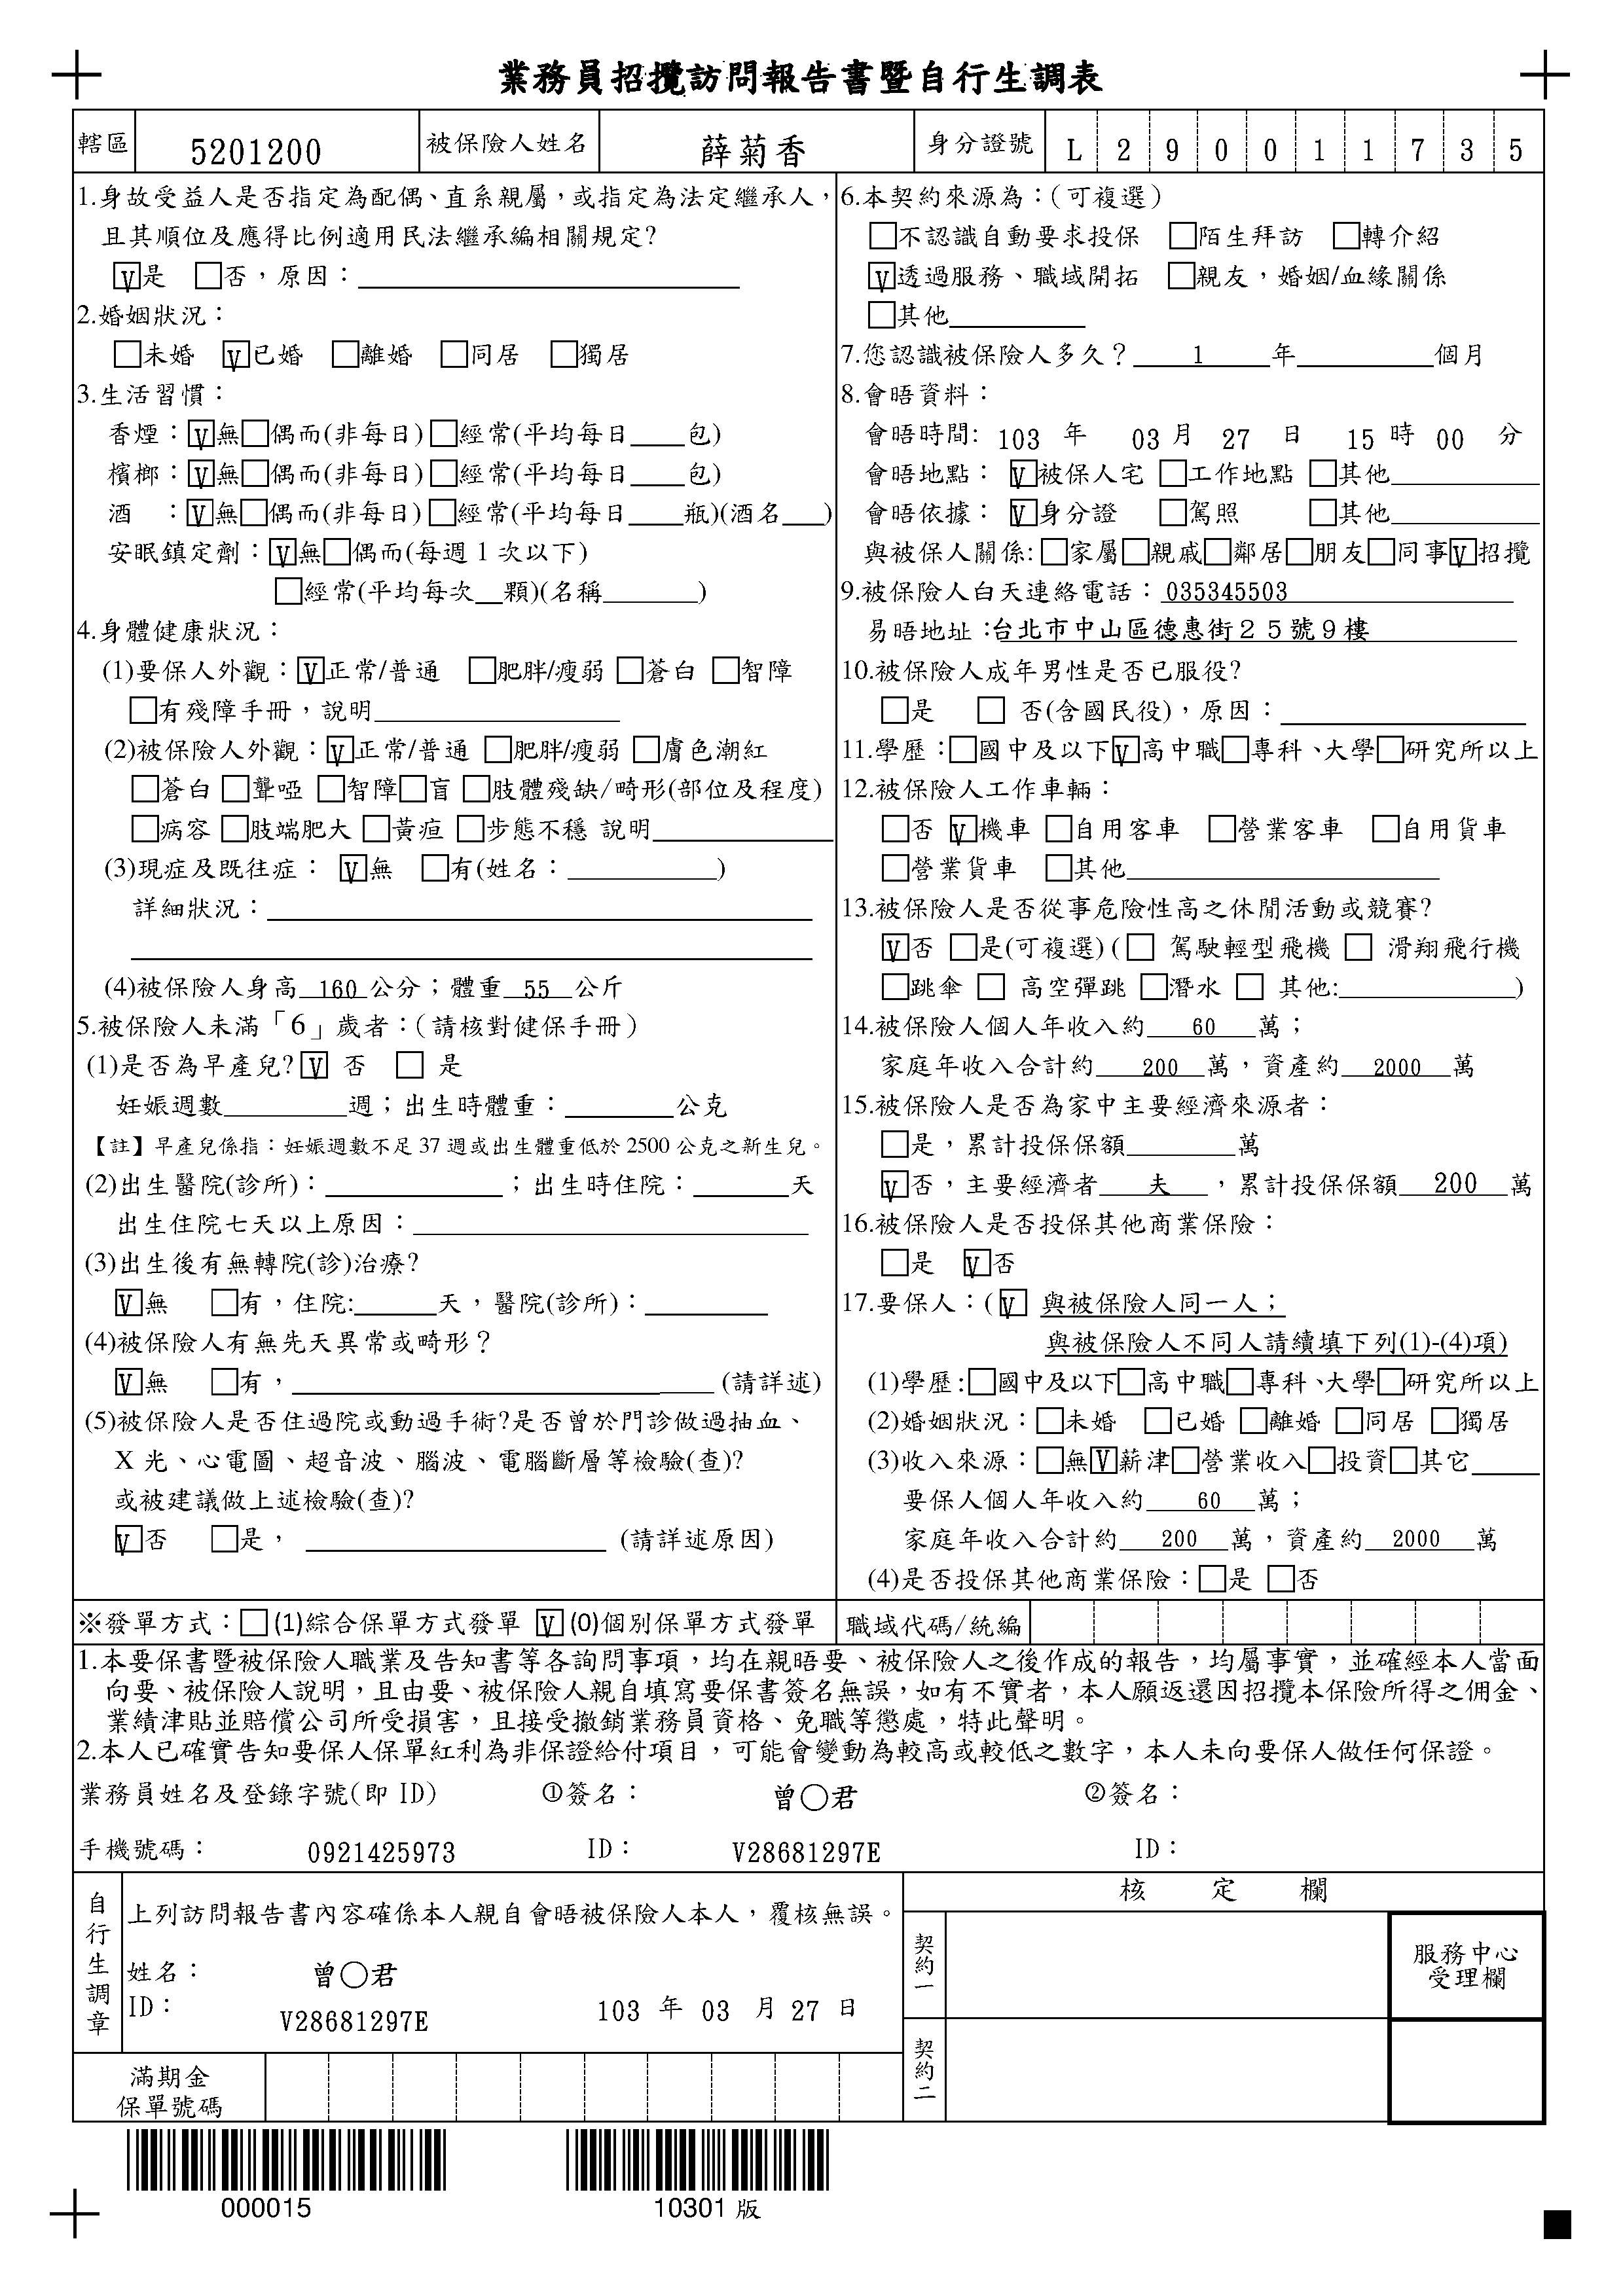 業務員招攬訪問報告書暨自行生調表
轄區 5201200 被保險人姓名 薛菊香 身分證號 L 2 9 0 0 1 1 7 3 5
1.身故受益人是否指定為配偶、直系親屬，或指定為法定繼承人，
且其順位及應得比例適用民法繼承編相關規定?
☑是 □否，原因：
2.婚姻狀況：
□未婚 ☑已婚 □離婚 □同居 □獨居
3.生活習慣：
香煙：☑無□偶而(非每日)□經常(平均每日____包)
檳榔：☑無□偶而(非每日)□經常(平均每日____包)
酒 ：☑無□偶而(非每日)□經常(平均每日____瓶)(酒名___)
安眠鎮定劑：☑無□偶而(每週1次以下)
□經常(平均每次__顆)(名稱_______)
4.身體健康狀況：
(1)要保人外觀：☑正常/普通 □肥胖/瘦弱 □蒼白 □智障
□有殘障手冊，說明
(2)被保險人外觀：☑正常/普通 □肥胖/瘦弱 □膚色潮紅
□蒼白 □聾啞 □智障□盲 □肢體殘缺/畸形(部位及程度)
□病容 □肢端肥大 □黃疸 □步態不穩 說明
(3)現症及既往症： ☑無 □有(姓名：__________)
詳細狀況：
(4)被保險人身高 160 公分；體重 55 公斤
5.被保險人未滿「6」歲者：（請核對健保手冊）
(1)是否為早產兒? ☑ 否 □ 是
妊娠週數_________週；出生時體重：________公克
【註】早產兒係指：妊娠週數不足 37 週或出生體重低於 2500 公克之新生兒。
(2)出生醫院(診所)：_____________；出生時住院：_______天
出生住院七天以上原因：
(3)出生後有無轉院(診)治療?
☑無 □有，住院:______天，醫院(診所)：
(4)被保險人有無先天異常或畸形？
☑無 □有，____________________(請詳述)
(5)被保險人是否住過院或動過手術?是否曾於門診做過抽血、
X 光、心電圖、超音波、腦波、電腦斷層等檢驗(查)?
或被建議做上述檢驗(查)?
☑否 □是，____________________(請詳述原因)
6.本契約來源為：（可複選）
□不認識自動要求投保 □陌生拜訪 □轉介紹
☑透過服務、職域開拓 □親友，婚姻/血緣關係
□其他
7.您認識被保險人多久？ 1 年__________個月
8.會晤資料：
會晤時間: 103 年 03 月 27 日 15 時 00 分
會晤地點： ☑被保人宅 □工作地點 □其他
會晤依據： ☑身分證 □駕照 □其他
與被保人關係:□家屬□親戚□鄰居□朋友□同事☑招攬
9.被保險人白天連絡電話： 035345503
易晤地址：台北市中山區德惠街２５號９樓
10.被保險人成年男性是否已服役?
□是 □ 否(含國民役)，原因：
11.學歷：□國中及以下☑高中職□專科、大學□研究所以上
12.被保險人工作車輛：
□否 ☑機車 □自用客車 □營業客車 □自用貨車
□營業貨車 □其他
13.被保險人是否從事危險性高之休閒活動或競賽?
☑否 □是(可複選) (□ 駕駛輕型飛機 □ 滑翔飛行機
□跳傘 □ 高空彈跳 □潛水 □ 其他:_____________)
14.被保險人個人年收入約 60 萬；
家庭年收入合計約 200 萬，資產約 2000 萬
15.被保險人是否為家中主要經濟來源者：
□是，累計投保保額________萬
☑否，主要經濟者 夫 ，累計投保保額 200 萬
16.被保險人是否投保其他商業保險：
□是 ☑否
17.要保人：(☑ 與被保險人同一人；
與被保險人不同人請續填下列(1)-(4)項)
(1)學歷:□國中及以下□高中職□專科、大學□研究所以上
(2)婚姻狀況：□未婚 □已婚 □離婚 □同居 □獨居
(3)收入來源：□無☑薪津□營業收入□投資□其它
要保人個人年收入約 60 萬；
家庭年收入合計約 200 萬，資產約 2000 萬
(4)是否投保其他商業保險：□是 □否
※發單方式：□(1)綜合保單方式發單 ☑(0)個別保單方式發單 職域代碼/統編
1.本要保書暨被保險人職業及告知書等各詢問事項，均在親晤要、被保險人之後作成的報告，均屬事實，並確經本人當面
向要、被保險人說明，且由要、被保險人親自填寫要保書簽名無誤，如有不實者，本人願返還因招攬本保險所得之佣金、
業績津貼並賠償公司所受損害，且接受撤銷業務員資格、免職等懲處，特此聲明。
2.本人已確實告知要保人保單紅利為非保證給付項目，可能會變動為較高或較低之數字，本人未向要保人做任何保證。
業務員姓名及登錄字號(即 ID) ①簽名： 曾〇君 ②簽名：
手機號碼： 0921425973 ID： V28681297E ID：
自行生調章
上列訪問報告書內容確係本人親自會晤被保險人本人，覆核無誤。
姓名： 曾〇君
ID： V28681297E 103 年 03 月 27 日
核 定 欄
契約一
服務中心
受理欄
契約二
滿期金
保單號碼
000015 10301 版